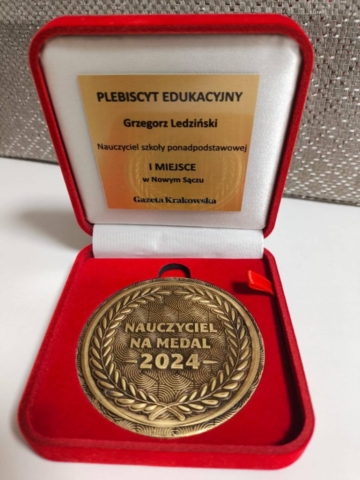 PLEBISCYT EDUKACYJNY
Grzegorz Ledziński
Nauczyciel szkoły ponadpodstawowej
I MIEJSCE
w Nowym Sączu
Gazeta Krakowska
NAUCZYCIEL
NA MEDAL
2024